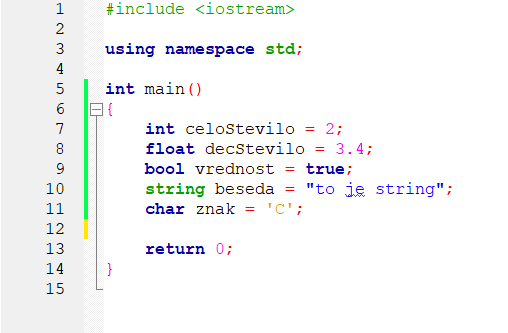 1 #include <iostream>
2
3 using namespace std;
4
5 int main()
6 {
7     int celoStevilo = 2;
8     float decStevilo = 3.4;
9     bool vrednost = true;
10     string beseda = "to je string";
11     char znak = 'C';
12
13     return 0;
14 }
15